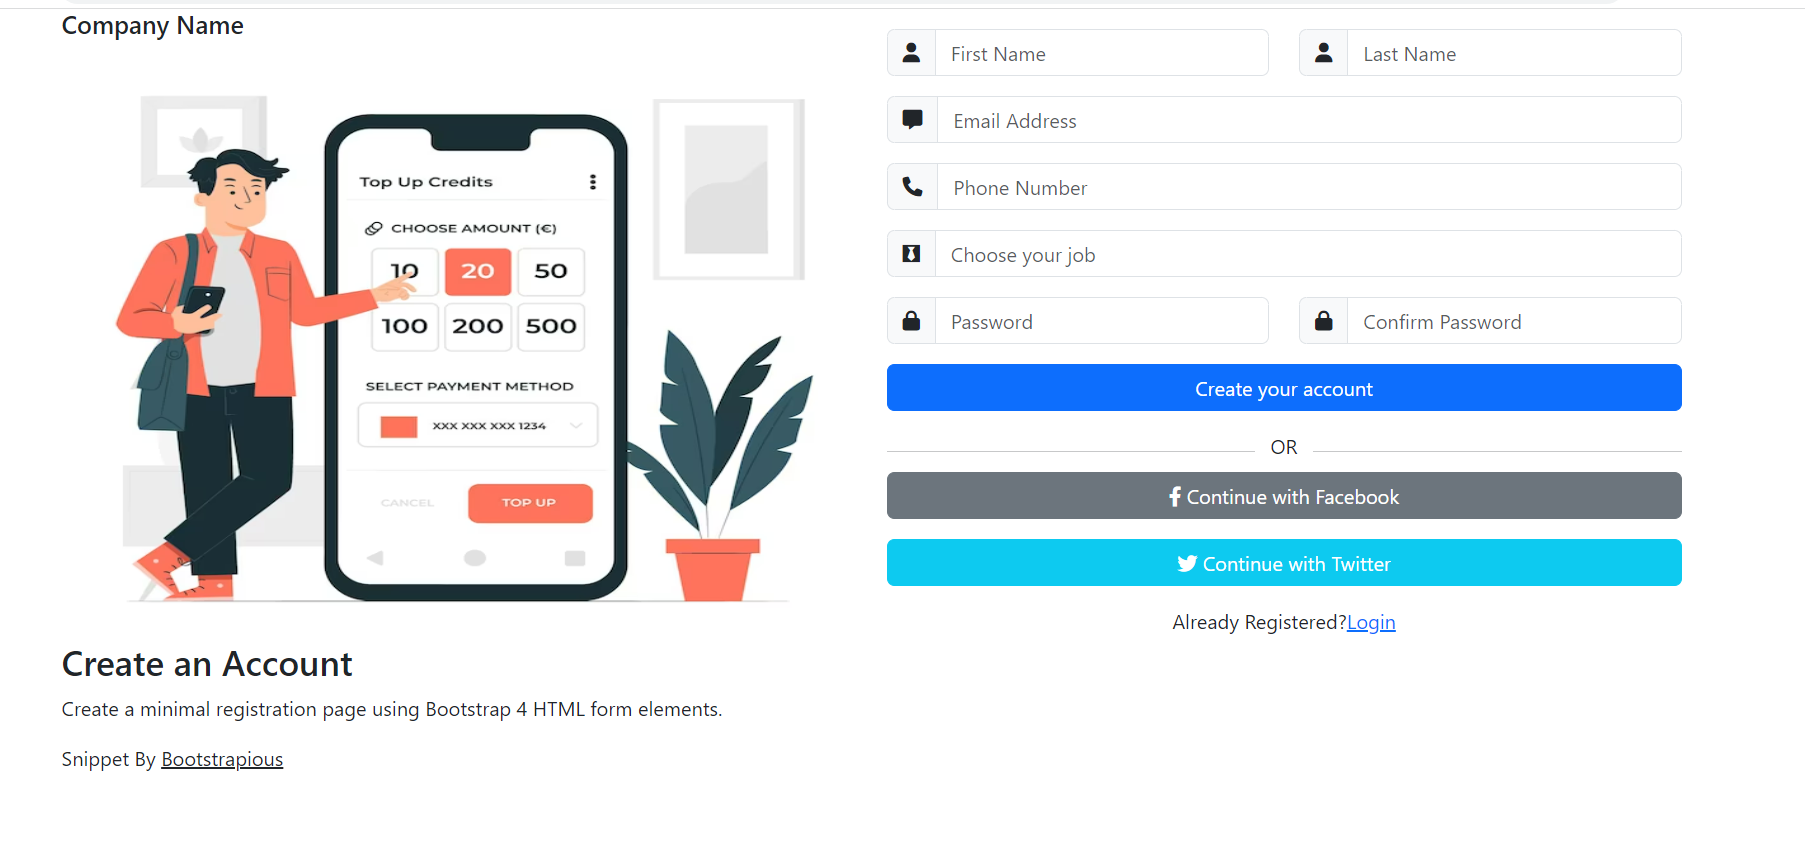 Company Name
Top Up Credits
CHOOSE AMOUNT (€)
10 20 50
100 200 500
SELECT PAYMENT METHOD
XXX XXX XXX 1234
CANCEL TOP UP
Create an Account
Create a minimal registration page using Bootstrap 4 HTML form elements.
Snippet By Bootstrapious
First Name Last Name
Email Address
Phone Number
Choose your job
Password Confirm Password
Create your account
OR
Continue with Facebook
Continue with Twitter
Already Registered?Login